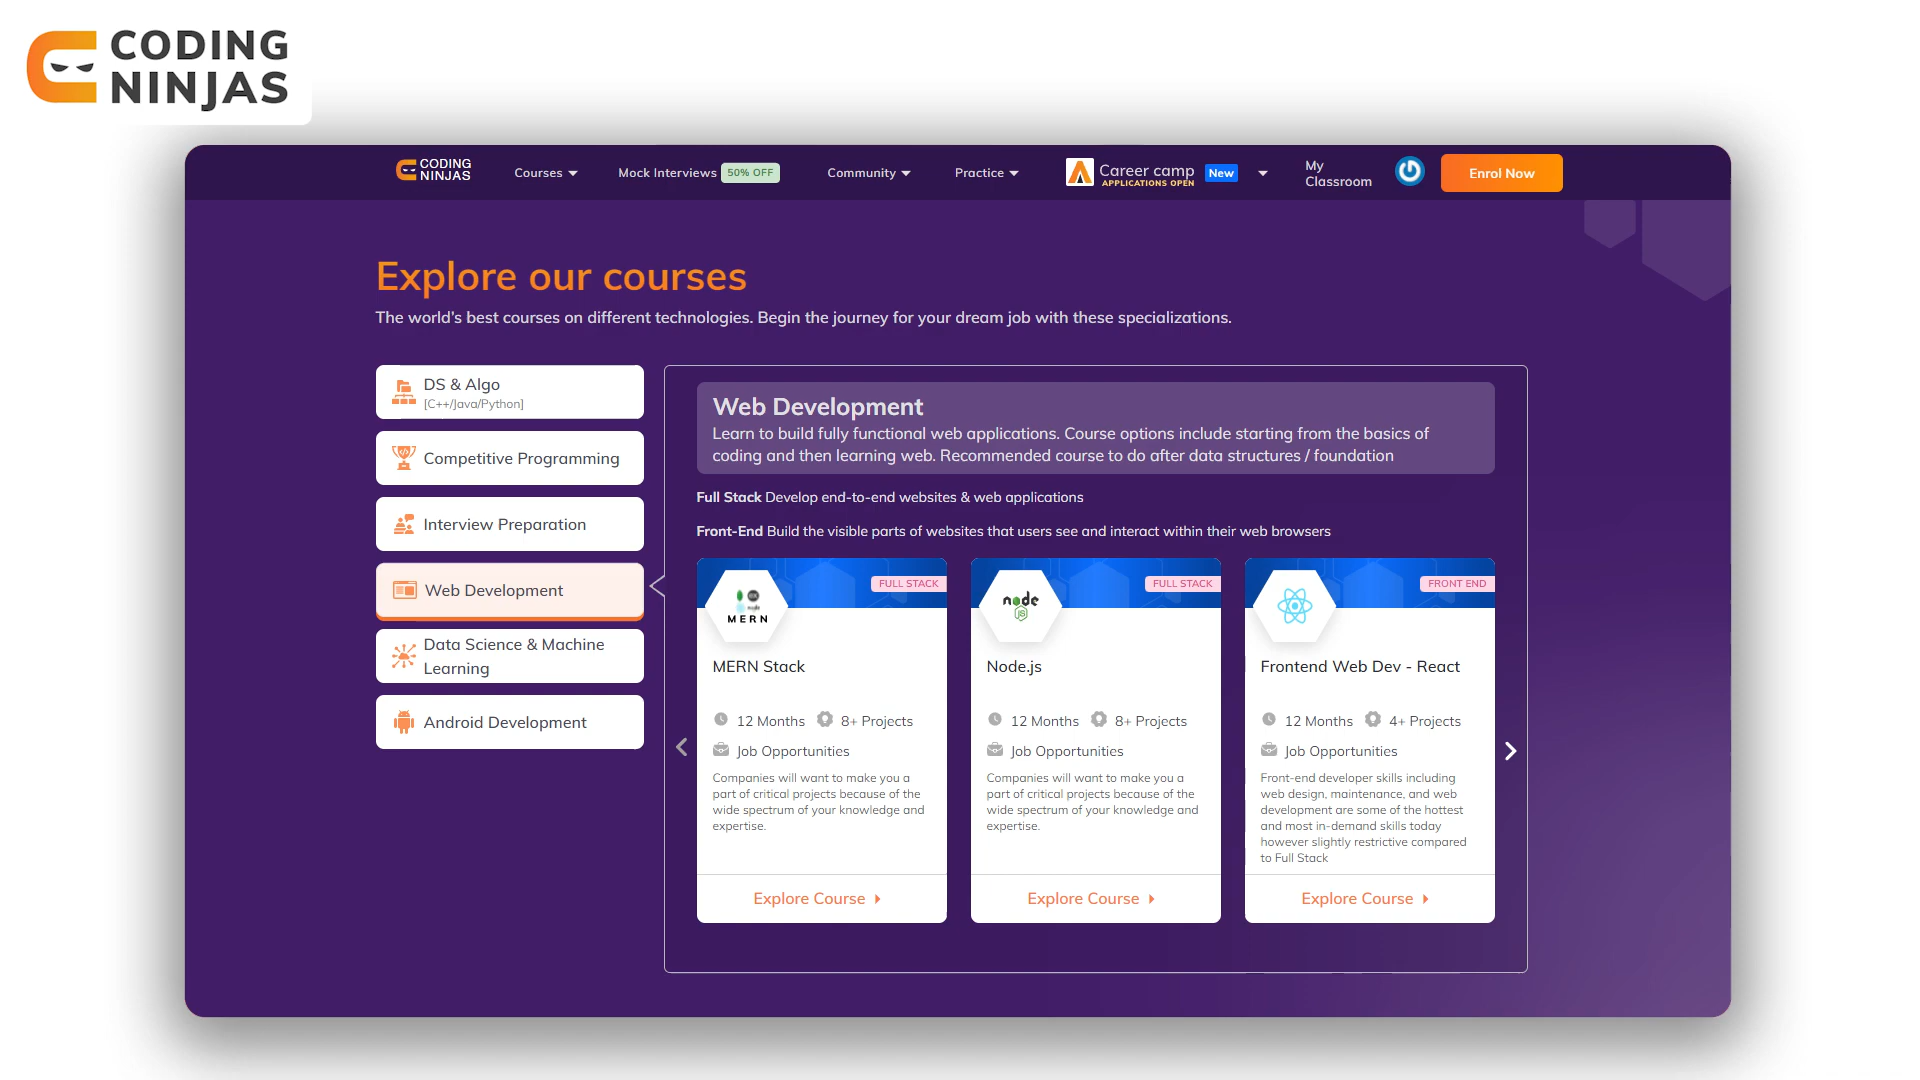 CODING
NINJAS
CODING
NINJAS
Courses
Mock Interviews 50% OFF
Community
Practice
Career camp
APPLICATIONS OPEN
New
My
Classroom
Enrol Now
Explore our courses
The world's best courses on different technologies. Begin the journey for your dream job with these specializations.
DS & Algo
[C++/Java/Python]
Competitive Programming
Interview Preparation
Web Development
Data Science & Machine
Learning
Android Development
Web Development
Learn to build fully functional web applications. Course options include starting from the basics of
coding and then learning web. Recommended course to do after data structures / foundation
Full Stack Develop end-to-end websites & web applications
Front-End Build the visible parts of websites that users see and interact within their web browsers
FULL STACK
MERN
MERN Stack
12 Months 8+ Projects
Job Opportunities
Companies will want to make you a
part of critical projects because of the
wide spectrum of your knowledge and
expertise.
Explore Course
FULL STACK
node
JS
Node.js
12 Months 8+ Projects
Job Opportunities
Companies will want to make you a
part of critical projects because of the
wide spectrum of your knowledge and
expertise.
Explore Course
FRONT END
Frontend Web Dev - React
12 Months 4+ Projects
Job Opportunities
Front-end developer skills including
web design, maintenance, and web
development are some of the hottest
and most in-demand skills today
however slightly restrictive compared
to Full Stack
Explore Course